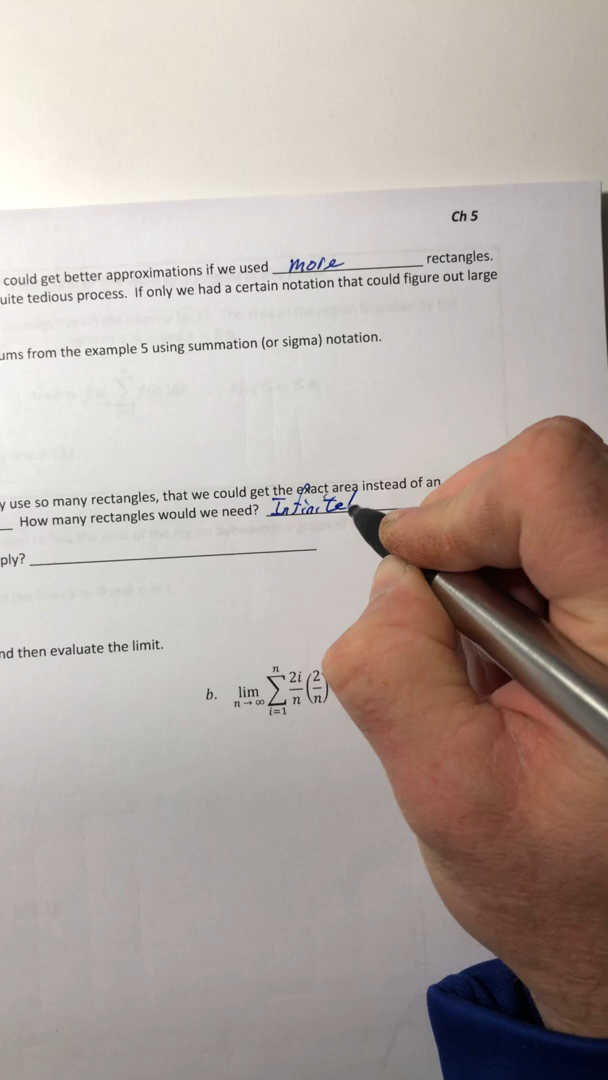 Ch 5
could get better approximations if we used more rectangles.
uite tedious process. If only we had a certain notation that could figure out large
ums from the example 5 using summation (or sigma) notation.
y use so many rectangles, that we could get the exact area instead of an
How many rectangles would we need? Infinitel
ply?
nd then evaluate the limit.
b. lim n→∞ ∑ i=1 n 2i/n (2/n)